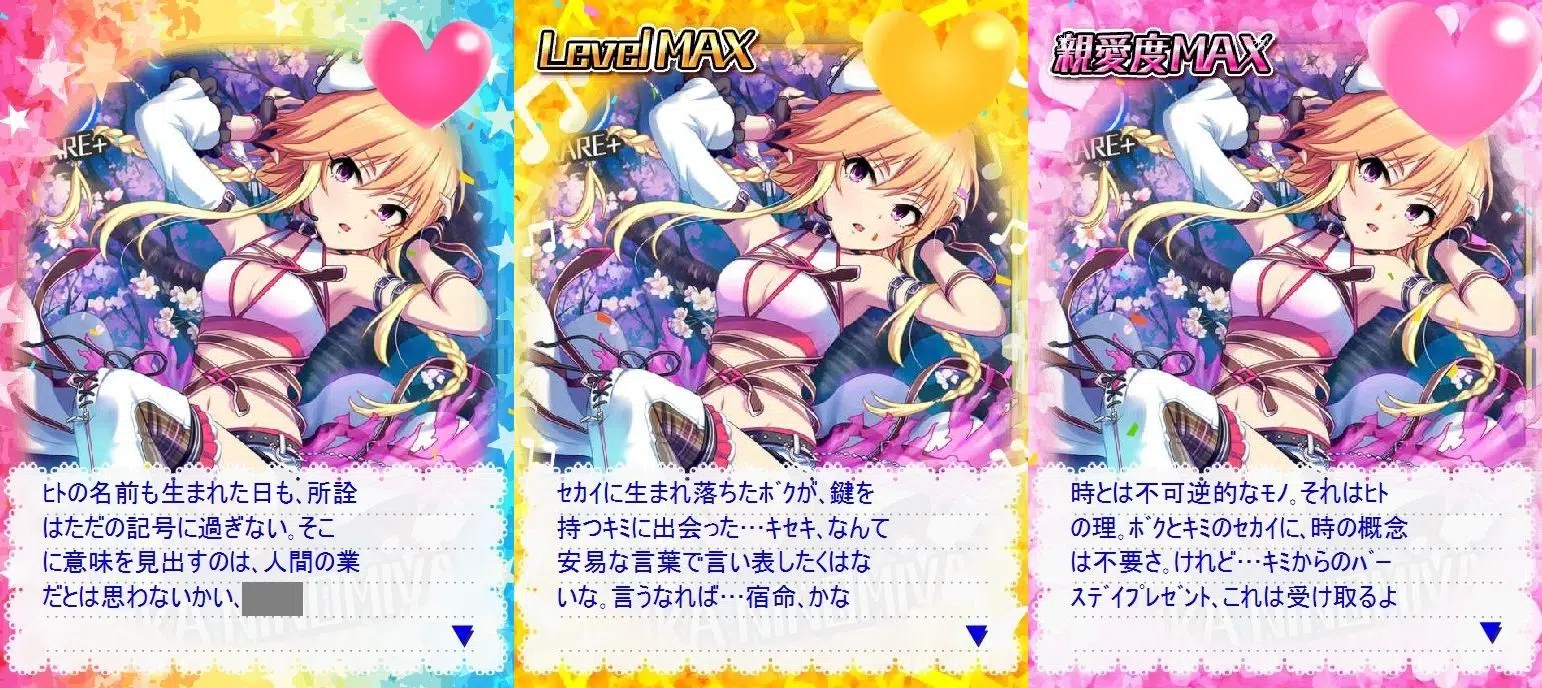 ARE+
ﾋﾄの名前も生まれた日も､所詮
はただの記号に過ぎない｡そこ
に意味を見出すのは､人間の業
だとは思わないかい､
Level MAX
ARE+
ｾｶｲに生まれ落ちたﾎﾞｸが､鍵を
持つｷﾐに出会った…ｷｾｷ､なんて
安易な言葉で言い表したくはな
いな｡言うなれば…宿命､かな
親愛度MAX
ARE+
時とは不可逆的なﾓﾉ｡それはﾋﾄ
の理｡ﾎﾞｸとｷﾐのｾｶｲに､時の概念
は不要さ｡けれど…ｷﾐからのﾊﾞｰ
ｽﾃﾞｲﾌﾟﾚｾﾞﾝﾄ､これは受け取るよ